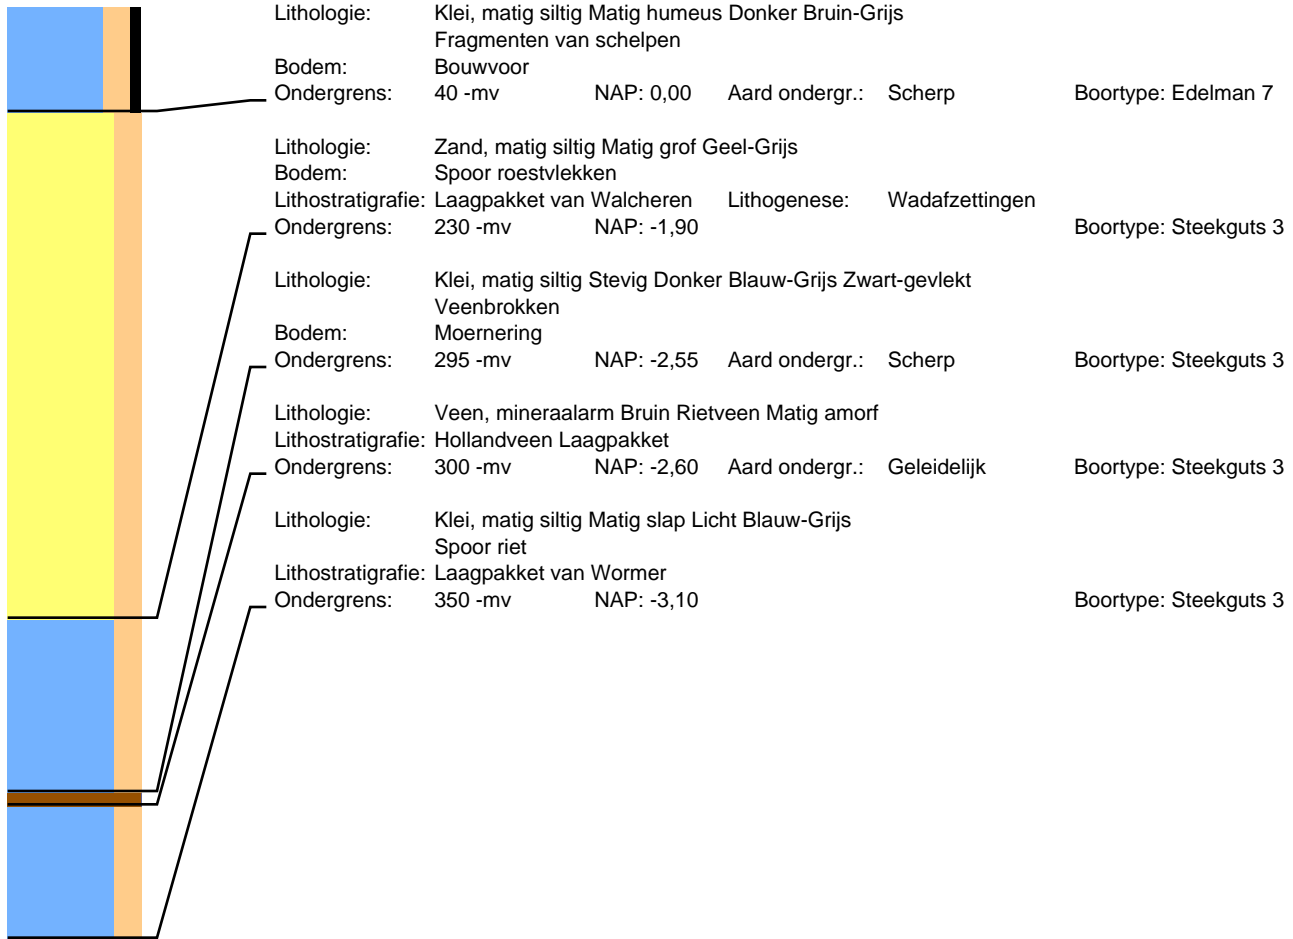 Lithologie: Klei, matig siltig Matig humeus Donker Bruin-Grijs
Fragmenten van schelpen
Bodem: Bouwvoor
Ondergrens: 40 -mv NAP: 0,00 Aard ondergr.: Scherp Boortype: Edelman 7
Lithologie: Zand, matig siltig Matig grof Geel-Grijs
Bodem: Spoor roestvlekken
Lithostratigrafie: Laagpakket van Walcheren Lithogenese: Wadafzettingen
Ondergrens: 230 -mv NAP: -1,90 Boortype: Steekguts 3
Lithologie: Klei, matig siltig Stevig Donker Blauw-Grijs Zwart-gevlekt
Veenbrokken
Bodem: Moernering
Ondergrens: 295 -mv NAP: -2,55 Aard ondergr.: Scherp Boortype: Steekguts 3
Lithologie: Veen, mineraalarm Bruin Rietveen Matig amorf
Lithostratigrafie: Hollandveen Laagpakket
Ondergrens: 300 -mv NAP: -2,60 Aard ondergr.: Geleidelijk Boortype: Steekguts 3
Lithologie: Klei, matig siltig Matig slap Licht Blauw-Grijs
Spoor riet
Lithostratigrafie: Laagpakket van Wormer
Ondergrens: 350 -mv NAP: -3,10 Boortype: Steekguts 3